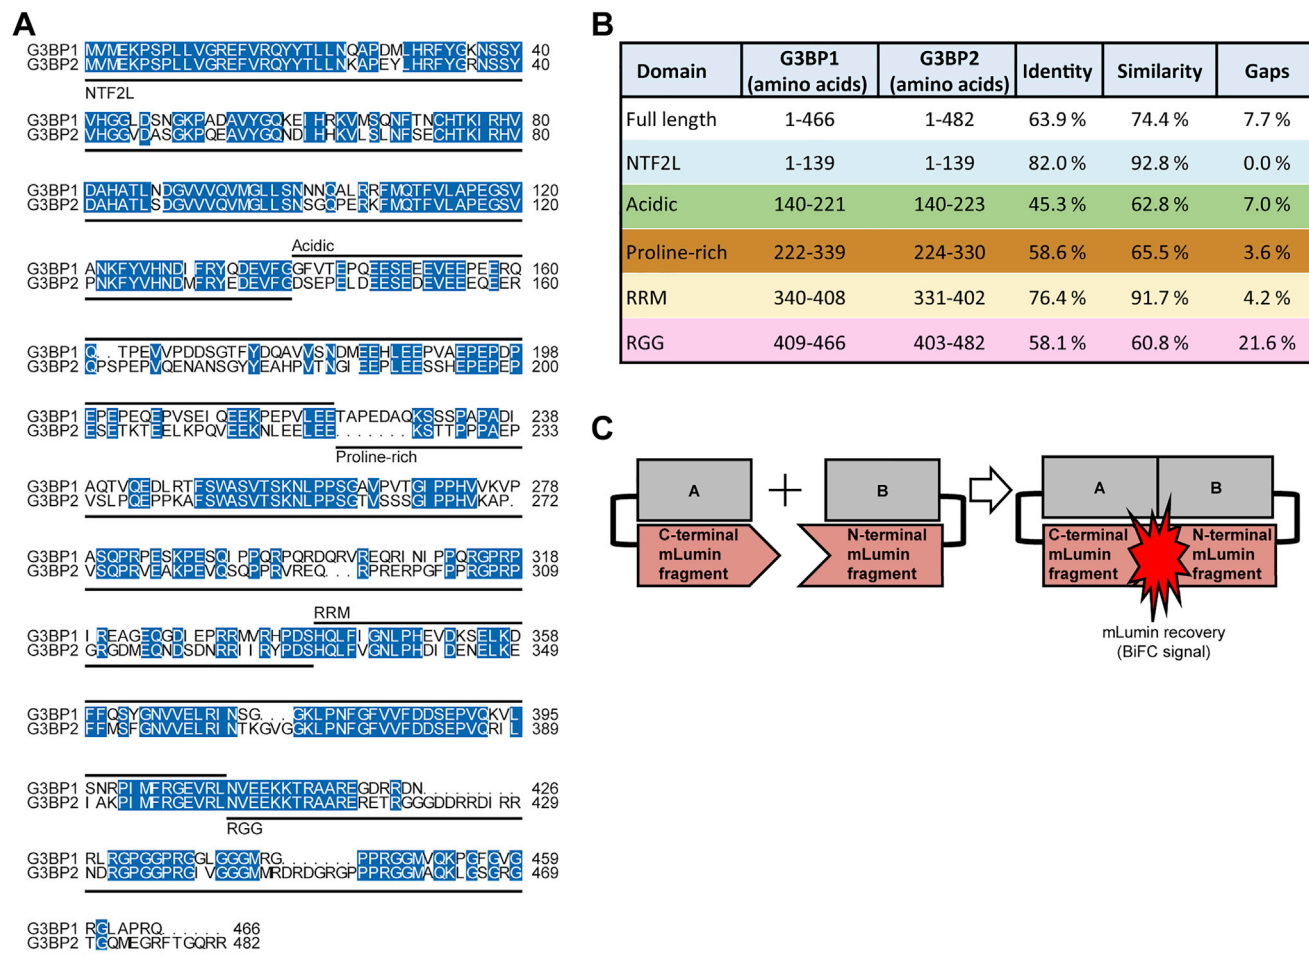 A
G3BP1 MVMEKPSPLLVGREFVRQYYTLLNQAPDMLHRFYGKNSSY 40
G3BP2 MVMEKPSPLLVGREFVRQYYTLLNKAPEYLHRFYGRNSSY 40
NTF2L
G3BP1 VHGGLDSNGKPADAVYGQKEIHRKVMSQNFTNCHTKIRHV 80
G3BP2 VHGGVDASGKPQEAVYGQNDIHHKVLSLNFSECHTKIRHV 80
G3BP1 DAHATLNDGVVVQVMGLLSNNNQALRRFMQTFVLAPEGSV 120
G3BP2 DAHATLSDGVVVQVMGLLSNSGQPERKFMQTFVLAPEGSV 120
Acidic
G3BP1 ANKFYVHNDIFRYQDEVFGGFVTEPQEESEEEVEEPEERQ 160
G3BP2 PNKFYVHNDMFRYEDEVFGDSEPELDEESEDEVEEEQEER 160
G3BP1 Q..TPEVVPDDSGTFYDQAVVSNDMEEHLEEPVAEPEPDP 198
G3BP2 QPSPEPVQENANSGYYEAHPVTNGIEEPLEESSHEPEPEP 200
G3BP1 EPEPEQEPVSEIQEEKPEPVLEETAPEDAQKSSSPAPADI 238
G3BP2 ESETKTEELKPQVEEKNLEELEE.......KSTTPPPAEP 233
Proline-rich
G3BP1 AQTVQEDLRTFSWASVTSKNLPPSGAVPVTGIPPHVVKVP 278
G3BP2 VSLPQEPPKAFSWASVTSKNLPPSGTVSSSGIPPHVKAP. 272
G3BP1 ASQPRPESKPESQIPPQRPQRDQRVREQRINIPPQRGPRP 318
G3BP2 VSQPRVEAKPEVQSQPPRVREQ...RPRERPGFPPRGPRP 309
RRM
G3BP1 IREAGEQGDIEPRRMVRHPDSHQLFIGNLPHEVDKSELKD 358
G3BP2 GRGDMEQNDSDNRRIIRYPDSHQLFVGNLPHDIDENELKE 349
G3BP1 FFQSYGNVVELRINSG...GKLPNFGFVVFDDSEPVQKVL 395
G3BP2 FFMSFGNVVELRINTKGVGGKLPNFGFVVFDDSEPVQRIL 389
G3BP1 SNRPIMFRGEVRLNVEEKKTRAAREGDRRDN......... 426
G3BP2 IAKPIMFRGEVRLNVEEKKTRAARERETRGGGDDRRDIRR 429
RGG
G3BP1 RLRGPGGPRGGLGGGMRG.......PPRGGMVQKPGFGVG 459
G3BP2 NDRGPGGPRGIVGGGMMRDRDGRGPPPRGGMAQKLGSGRG 469
G3BP1 RGLAPRQ...... 466
G3BP2 TGQMEGRFTGQRR 482
B
Domain G3BP1 (amino acids) G3BP2 (amino acids) Identity Similarity Gaps
Full length 1-466 1-482 63.9 % 74.4 % 7.7 %
NTF2L 1-139 1-139 82.0 % 92.8 % 0.0 %
Acidic 140-221 140-223 45.3 % 62.8 % 7.0 %
Proline-rich 222-339 224-330 58.6 % 65.5 % 3.6 %
RRM 340-408 331-402 76.4 % 91.7 % 4.2 %
RGG 409-466 403-482 58.1 % 60.8 % 21.6 %
C
A + B A B
C-terminal mLumin fragment
N-terminal mLumin fragment
C-terminal mLumin fragment
N-terminal mLumin fragment
mLumin recovery
(BiFC signal)